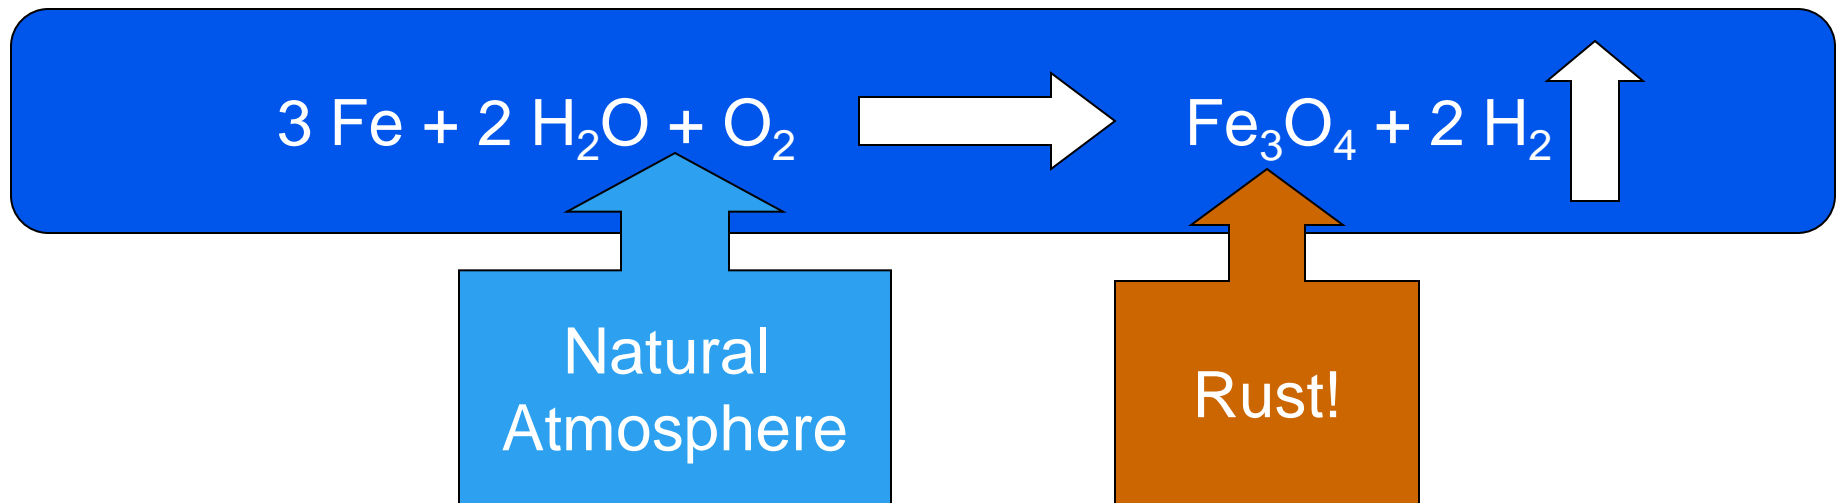 3 Fe + 2 H₂O + O₂ Fe₃O₄ + 2 H₂
Natural
Atmosphere
Rust!